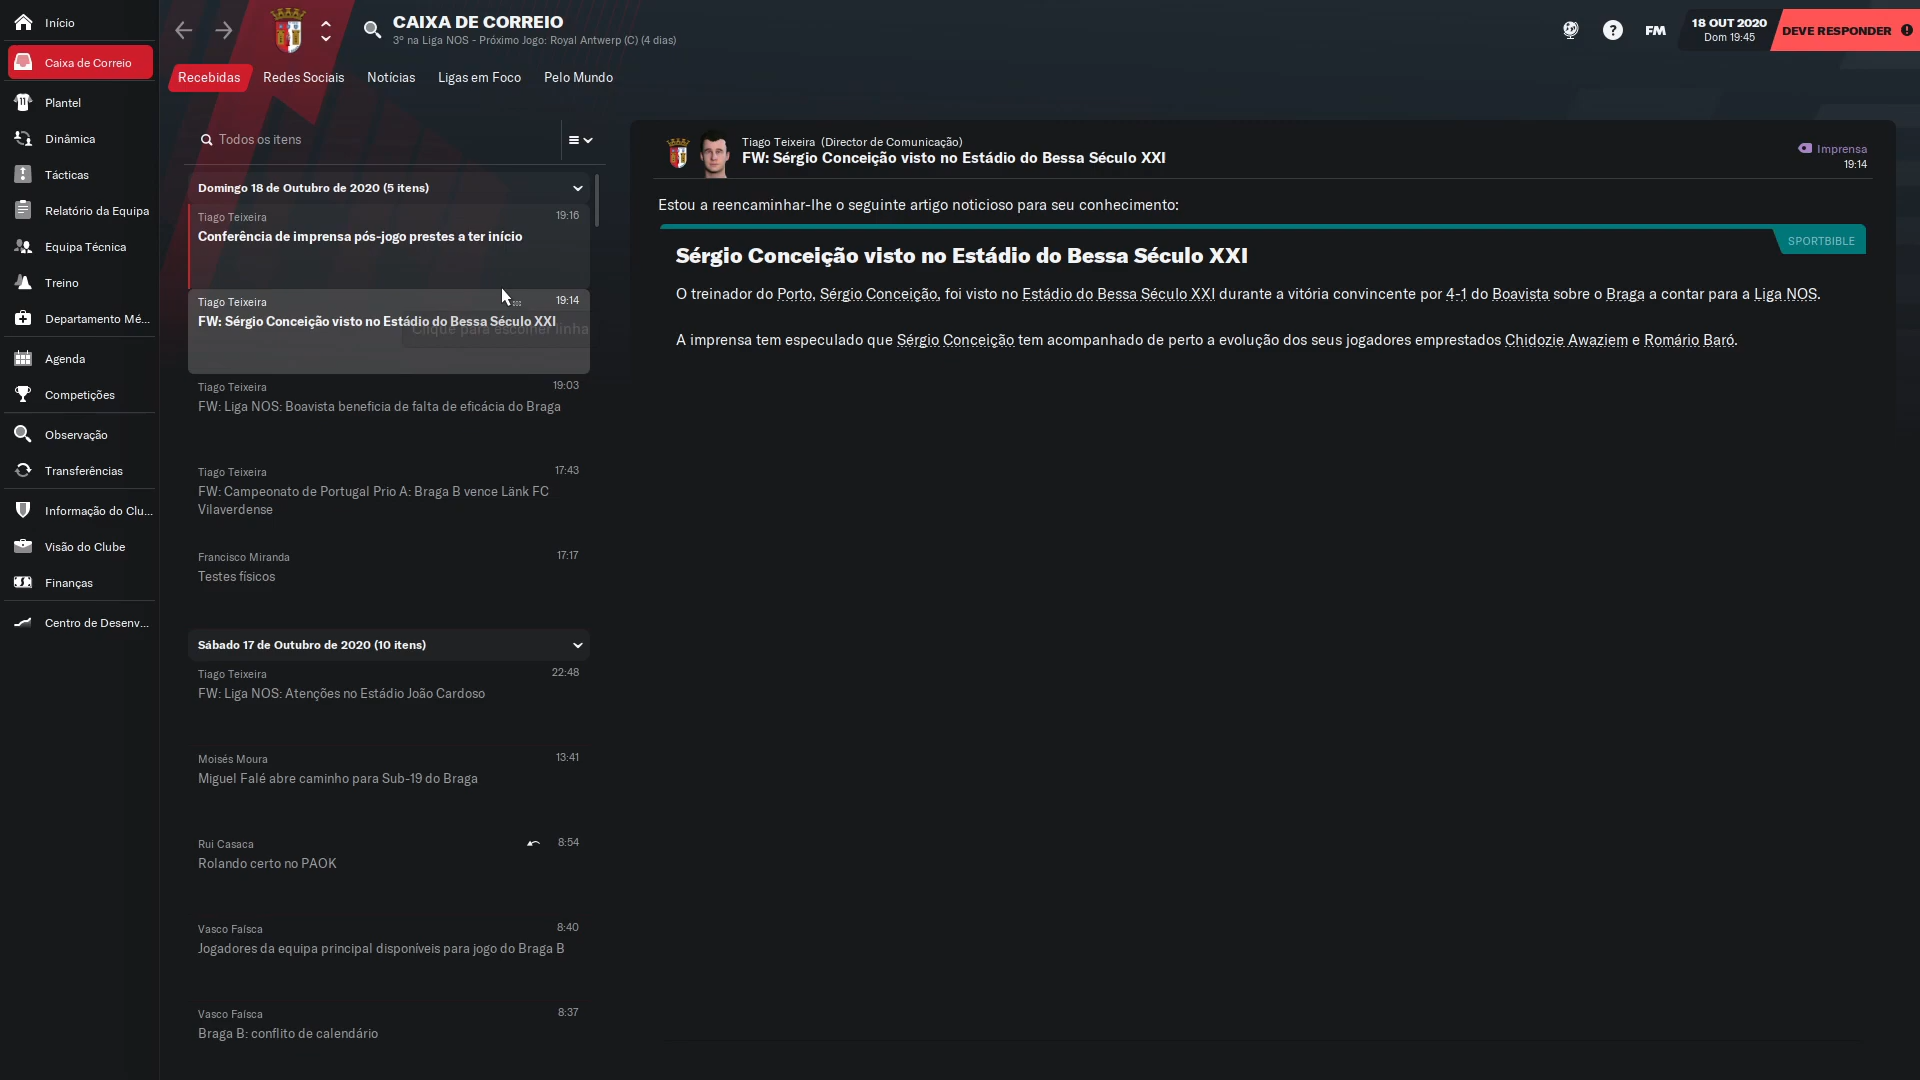 Início
Caixa de Correio
Plantel
Dinâmica
Tácticas
Relatório da Equipa
Equipa Técnica
Treino
Departamento Mé...
Agenda
Competições
Observação
Transferências
Informação do Clu...
Visão do Clube
Finanças
Centro de Desenv...
CAIXA DE CORREIO
3º na Liga NOS - Próximo Jogo: Royal Antwerp (C) (4 dias)
FM
18 OUT 2020
Dom 19:45
DEVE RESPONDER
Recebidas Redes Sociais Notícias Ligas em Foco Pelo Mundo
Todos os itens
Domingo 18 de Outubro de 2020 (5 itens)
Tiago Teixeira 19:16
Conferência de imprensa pós-jogo prestes a ter início
Tiago Teixeira 19:14
FW: Sérgio Conceição visto no Estádio do Bessa Século XXI
Clique para escolher linha
Tiago Teixeira 19:03
FW: Liga NOS: Boavista beneficia de falta de eficácia do Braga
Tiago Teixeira 17:43
FW: Campeonato de Portugal Prio A: Braga B vence Länk FC
Vilaverdense
Francisco Miranda 17:17
Testes físicos
Sábado 17 de Outubro de 2020 (10 itens)
Tiago Teixeira 22:48
FW: Liga NOS: Atenções no Estádio João Cardoso
Moisés Moura 13:41
Miguel Falé abre caminho para Sub-19 do Braga
Rui Casaca 8:54
Rolando certo no PAOK
Vasco Faísca 8:40
Jogadores da equipa principal disponíveis para jogo do Braga B
Vasco Faísca 8:37
Braga B: conflito de calendário
Tiago Teixeira (Director de Comunicação)
FW: Sérgio Conceição visto no Estádio do Bessa Século XXI
Imprensa
19:14
Estou a reencaminhar-lhe o seguinte artigo noticioso para seu conhecimento:
SPORTBIBLE
Sérgio Conceição visto no Estádio do Bessa Século XXI
O treinador do Porto, Sérgio Conceição, foi visto no Estádio do Bessa Século XXI durante a vitória convincente por 4-1 do Boavista sobre o Braga a contar para a Liga NOS.
A imprensa tem especulado que Sérgio Conceição tem acompanhado de perto a evolução dos seus jogadores emprestados Chidozie Awaziem e Romário Baró.